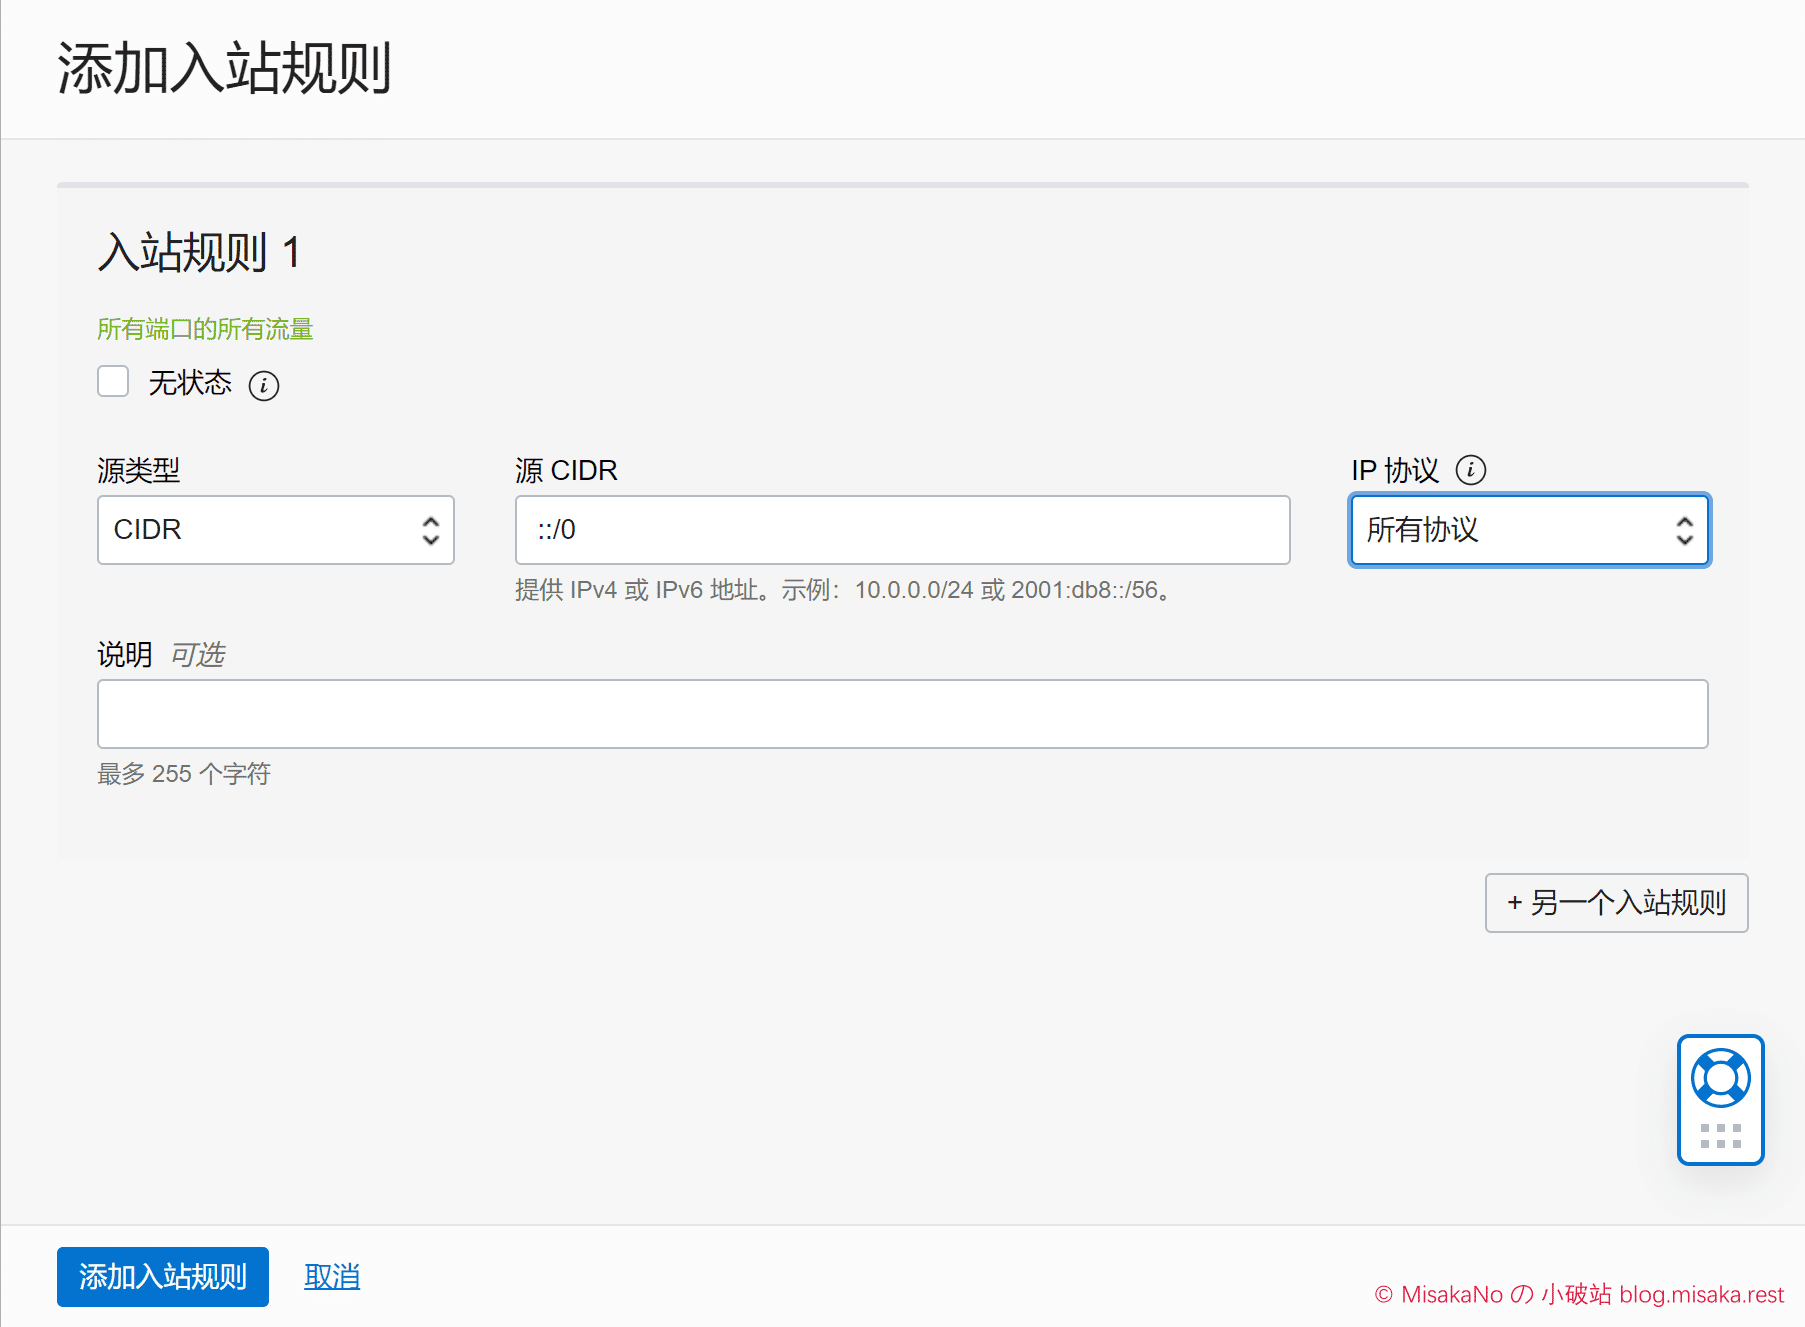 添加入站规则
入站规则 1
所有端口的所有流量
无状态
源类型
源 CIDR
IP 协议
CIDR
::/0
所有协议
提供 IPv4 或 IPv6 地址。示例：10.0.0.0/24 或 2001:db8::/56。
说明 可选
最多 255 个字符
+ 另一个入站规则
添加入站规则 取消
© MisakaNo の 小破站 blog.misaka.rest